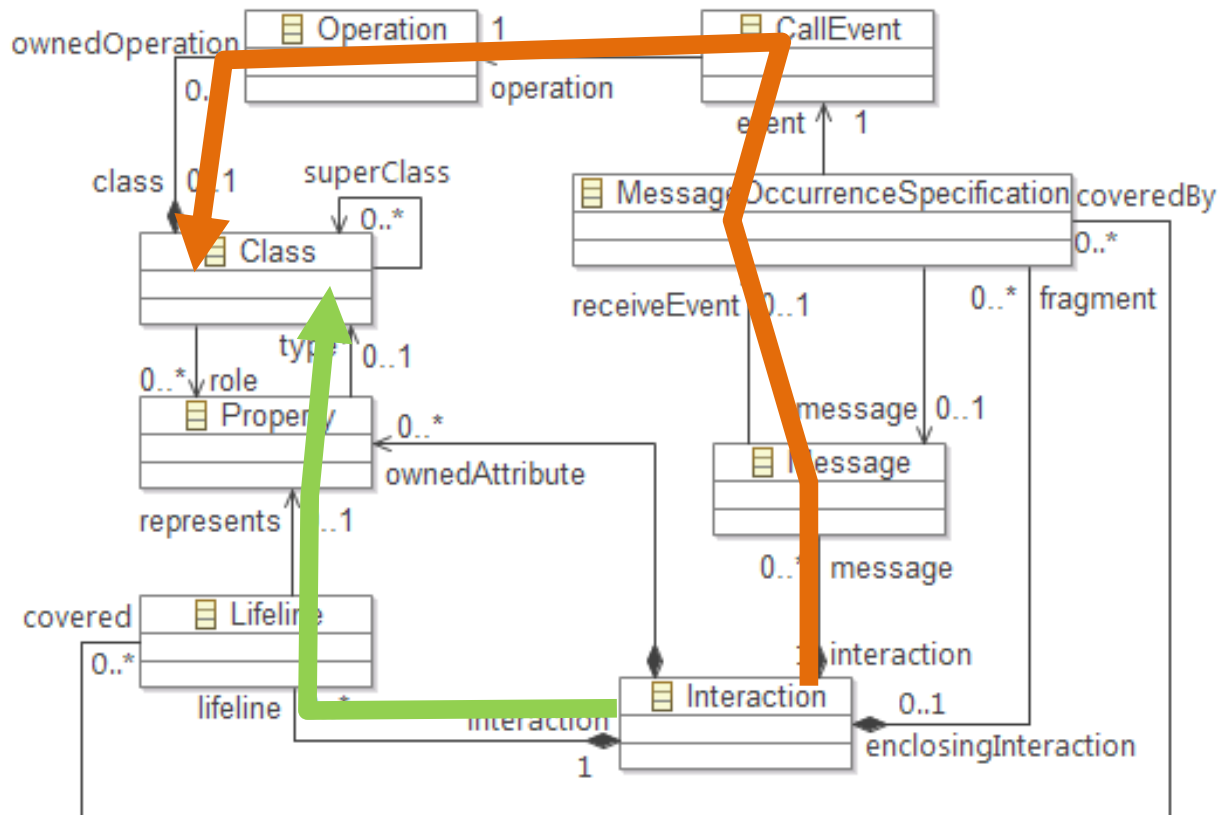 Operation
1
CallEvent
ownedOperation
0..
operation
event
1
class
0..1
superClass
0..*
MessageOccurrenceSpecification
coveredBy
0..*
Class
receiveEvent
0..1
0..*
fragment
type
0..1
0..*
role
Property
0..*
message
0..1
ownedAttribute
Message
represents
..1
0..*
message
covered
Lifeline
0..*
1
interaction
lifeline
*
Interaction
0..1
interaction
enclosingInteraction
1